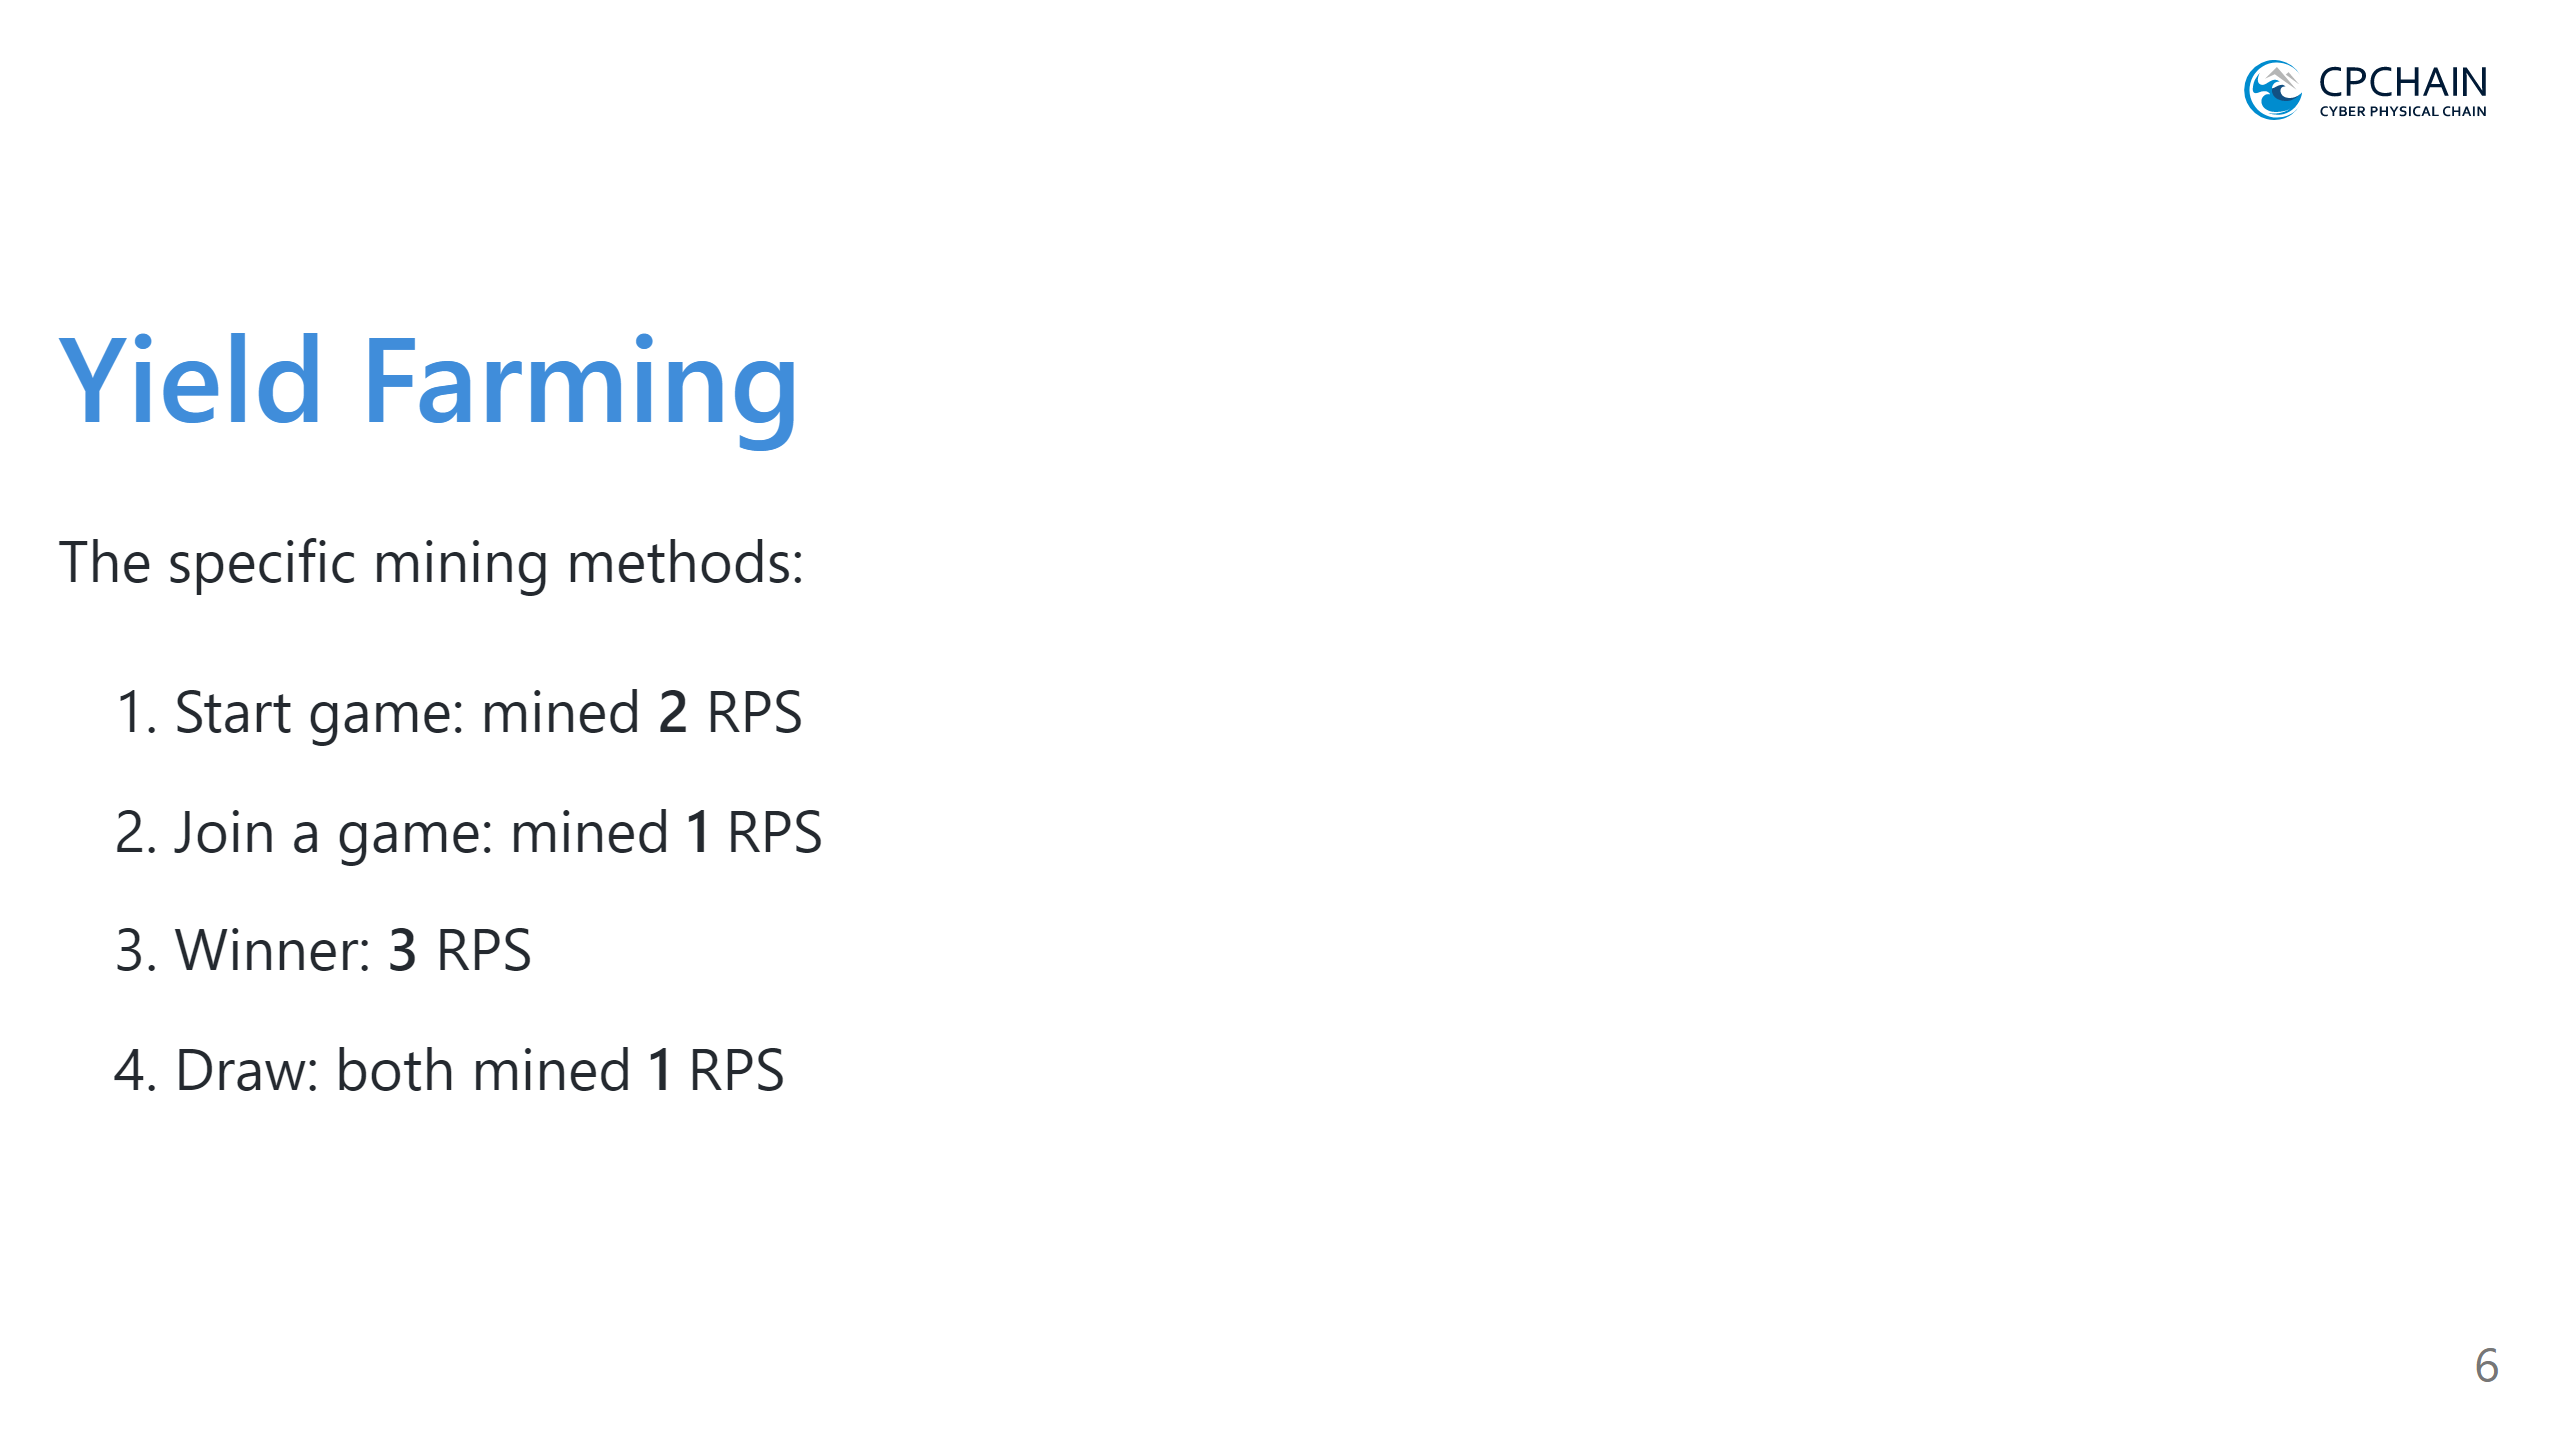 CPCHAIN
CYBER PHYSICAL CHAIN
Yield Farming
The specific mining methods:
1. Start game: mined 2 RPS
2. Join a game: mined 1 RPS
3. Winner: 3 RPS
4. Draw: both mined 1 RPS
6